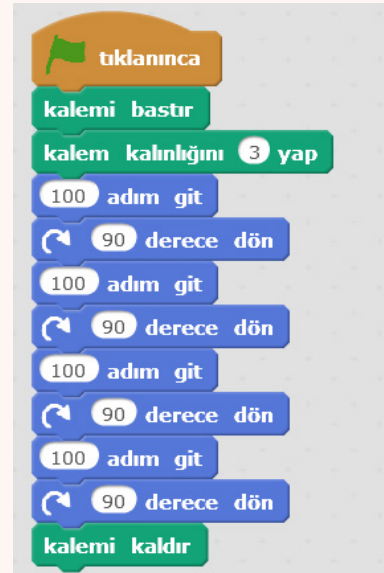 tıklanınca
kalemi bastır
kalem kalınlığını 3 yap
100 adım git
90 derece dön
100 adım git
90 derece dön
100 adım git
90 derece dön
100 adım git
90 derece dön
kalemi kaldır